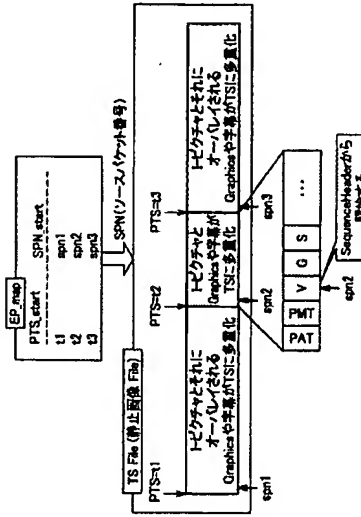 EP_map
PTS_start SPN_start
t1 spn1
t2 spn2
t3 spn3
SPN(ソースパケット番号)
TS File(静止画像 File)
PTS=t1
PTS=t2
PTS=t3
I-ピクチャとそれに
オーバレイされる
Graphicsや字幕がTSに多重化
I-ピクチャと
Graphicsや字幕が
TSに多重化
I-ピクチャとそれに
オーバレイされる
Graphicsや字幕がTSに多重化
spn1
spn2
spn3
PAT PMT V G S …
spn2
SequenceHeaderから